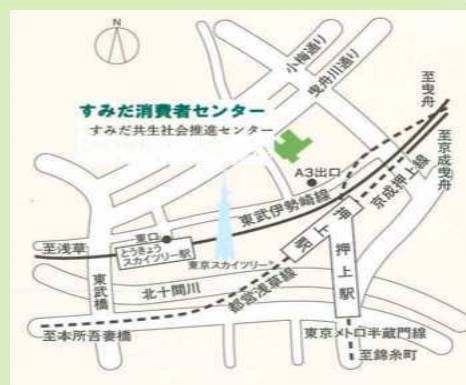 N
小梅通り
曳舟川通り
至曳舟
すみだ消費者センター
すみだ共生社会推進センター
至京成曳舟
A3出口
京成押上線
東武伊勢崎線
押上駅
東口
とうきょう
スカイツリー駅
至浅草
東京スカイツリー
押上駅
東武橋
北十間川
都営浅草線
至本所吾妻橋
東京メトロ半蔵門線
至錦糸町